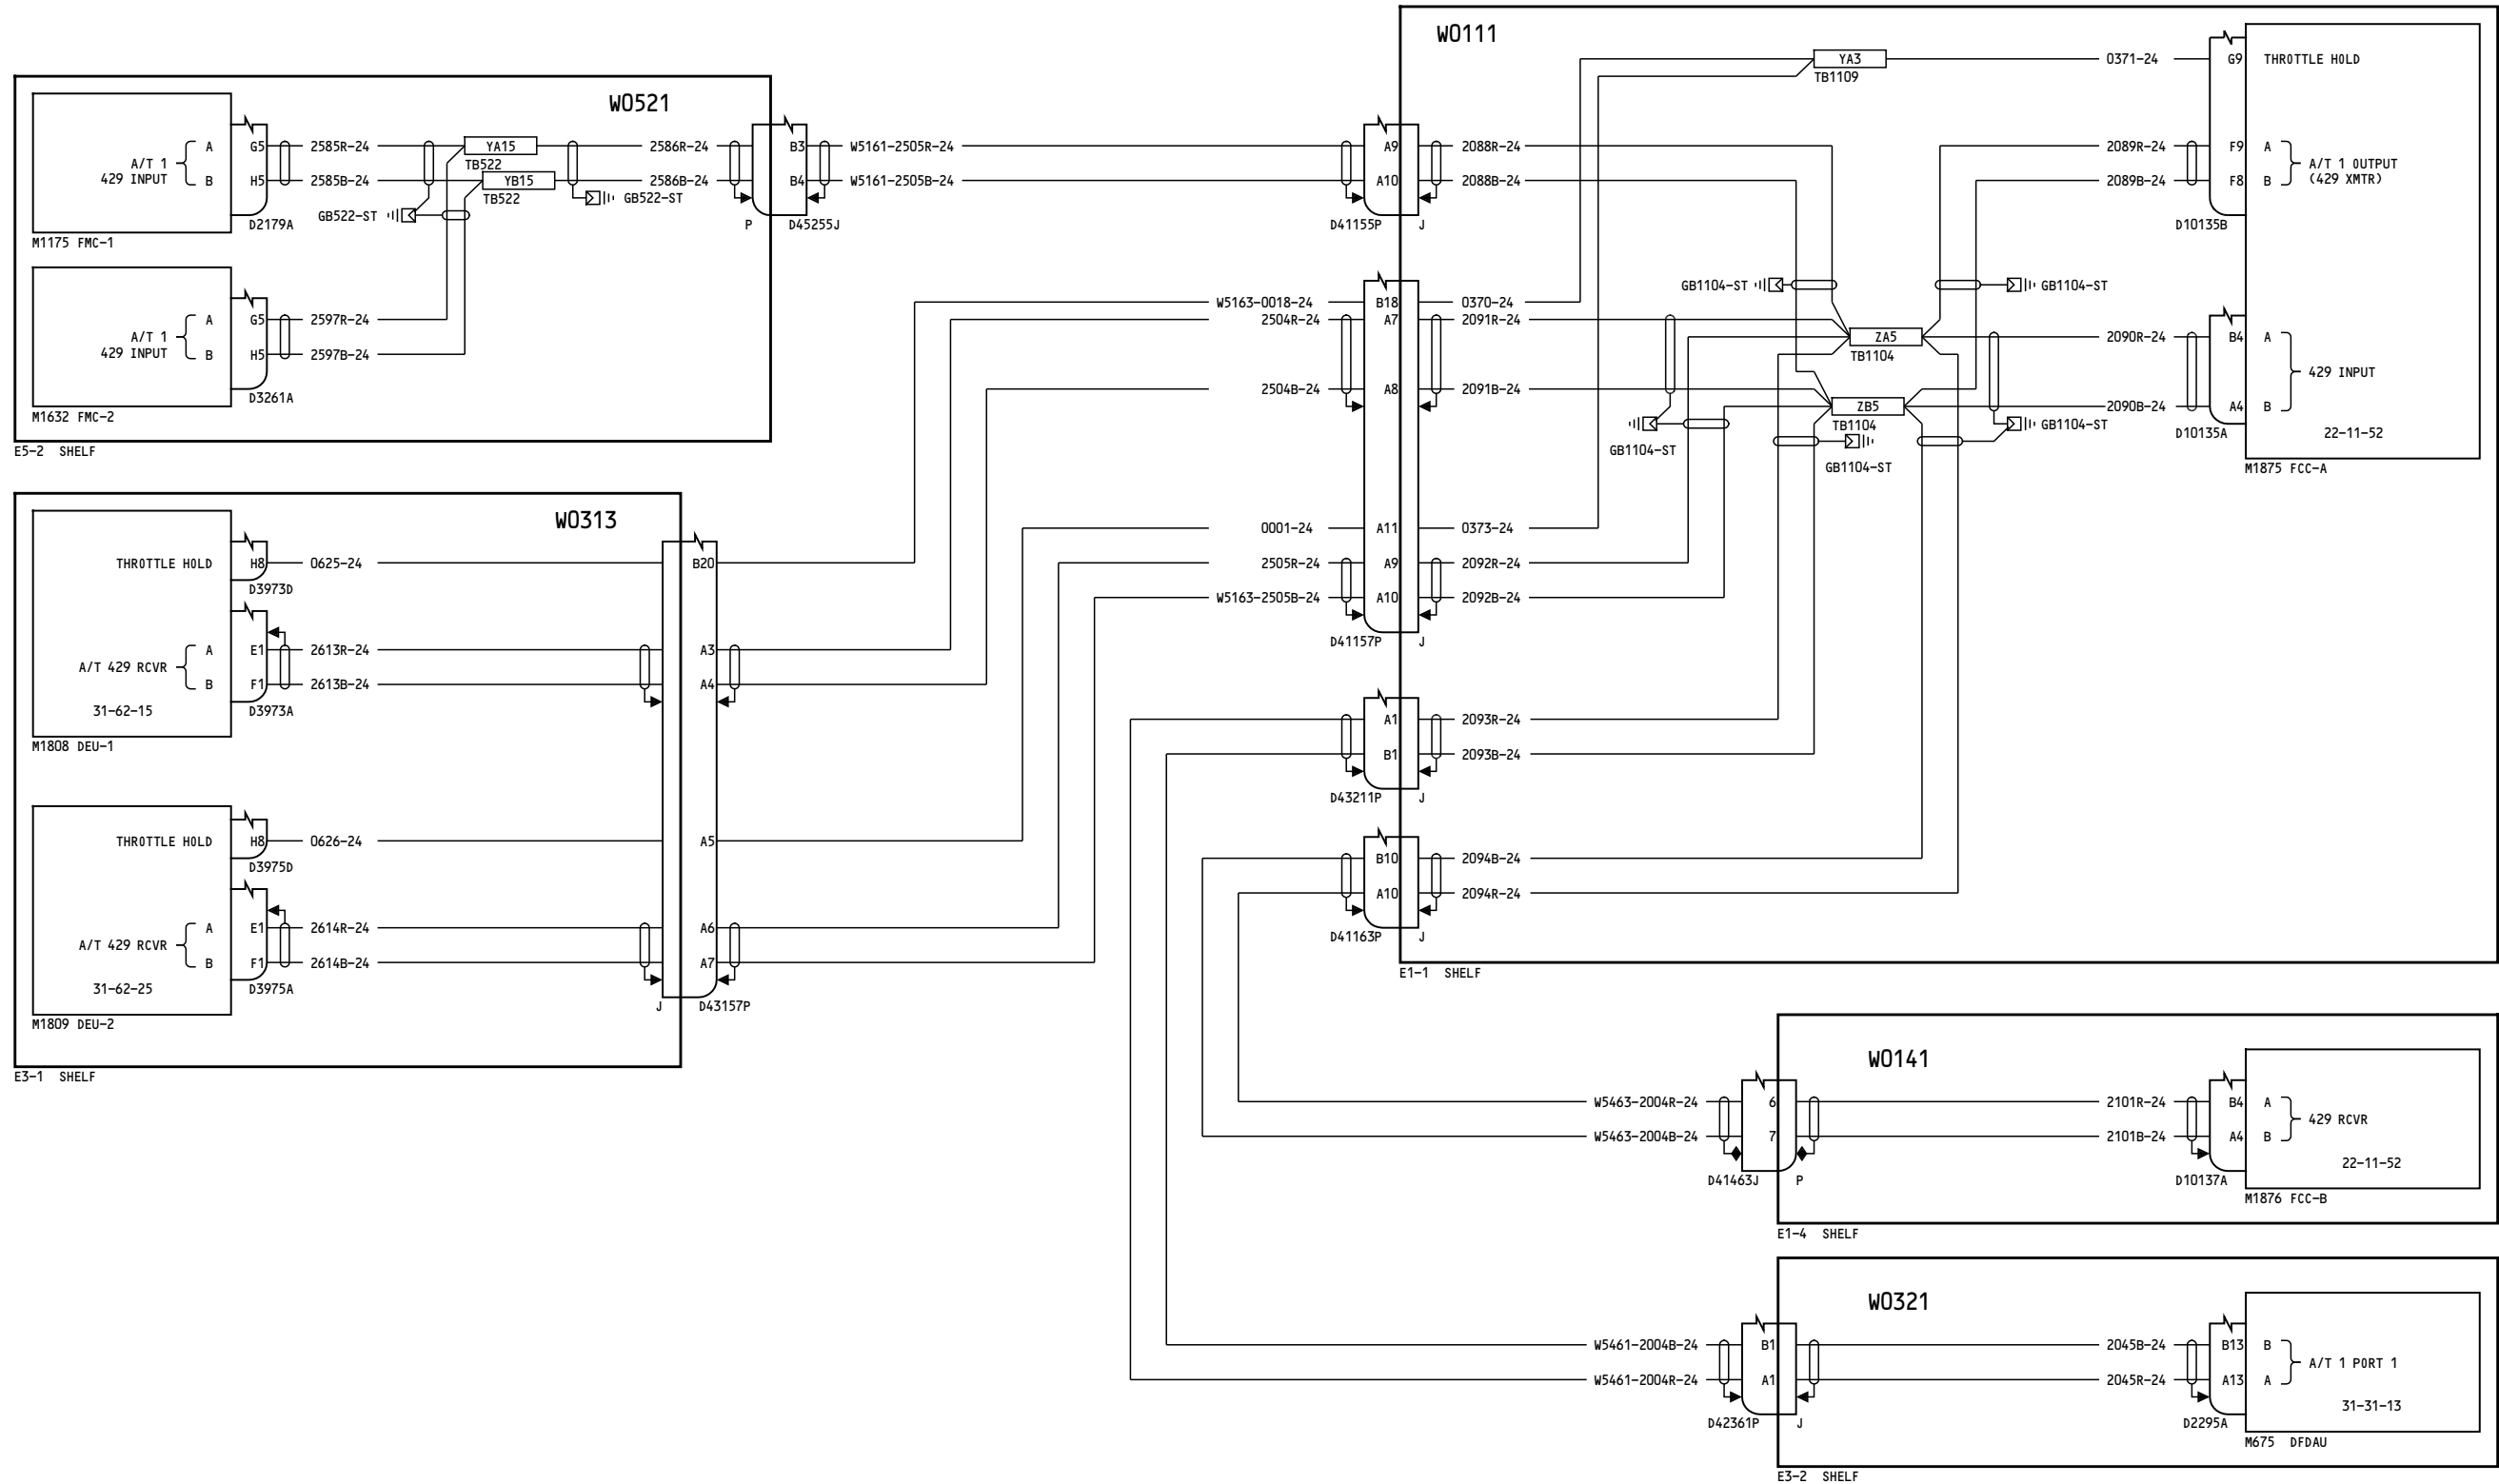 W0521
A/T 1
429 INPUT
A
B
G5
H5
2585R-24
2585B-24
YA15
TB522
YB15
TB522
2586R-24
2586B-24
GB522-ST
GB522-ST
D2179A
M1175 FMC-1
P
D45255J
B3
B4
W5161-2505R-24
W5161-2505B-24
A/T 1
429 INPUT
A
B
G5
H5
2597R-24
2597B-24
D3261A
M1632 FMC-2
E5-2 SHELF
W0313
THROTTLE HOLD
H8
0625-24
D3973D
A/T 429 RCVR
A
B
E1
F1
2613R-24
2613B-24
31-62-15
D3973A
M1808 DEU-1
THROTTLE HOLD
H8
0626-24
D3975D
A/T 429 RCVR
A
B
E1
F1
2614R-24
2614B-24
31-62-25
D3975A
M1809 DEU-2
E3-1 SHELF
B20
A3
A4
A5
A6
A7
J
D43157P
W0111
A9
A10
2088R-24
2088B-24
D41155P
J
W5163-0018-24
2504R-24
2504B-24
0001-24
2505R-24
W5163-2505B-24
B18
A7
A8
A11
A9
A10
0370-24
2091R-24
2091B-24
0373-24
2092R-24
2092B-24
D41157P
J
A1
B1
2093R-24
2093B-24
D43211P
J
B10
A10
2094B-24
2094R-24
D41163P
J
E1-1 SHELF
YA3
TB1109
0371-24
G9
THROTTLE HOLD
2089R-24
2089B-24
F9
F8
A
B
A/T 1 OUTPUT
(429 XMTR)
D10135B
GB1104-ST
GB1104-ST
ZA5
TB1104
ZB5
TB1104
GB1104-ST
GB1104-ST
GB1104-ST
2090R-24
2090B-24
B4
A4
A
B
429 INPUT
22-11-52
D10135A
M1875 FCC-A
W0141
W5463-2004R-24
W5463-2004B-24
6
7
D41463J
P
2101R-24
2101B-24
B4
A4
A
B
429 RCVR
22-11-52
D10137A
M1876 FCC-B
E1-4 SHELF
W0321
W5461-2004B-24
W5461-2004R-24
B1
A1
D42361P
J
2045B-24
2045R-24
B13
A13
B
A
A/T 1 PORT 1
31-31-13
D2295A
M675 DFDAU
E3-2 SHELF